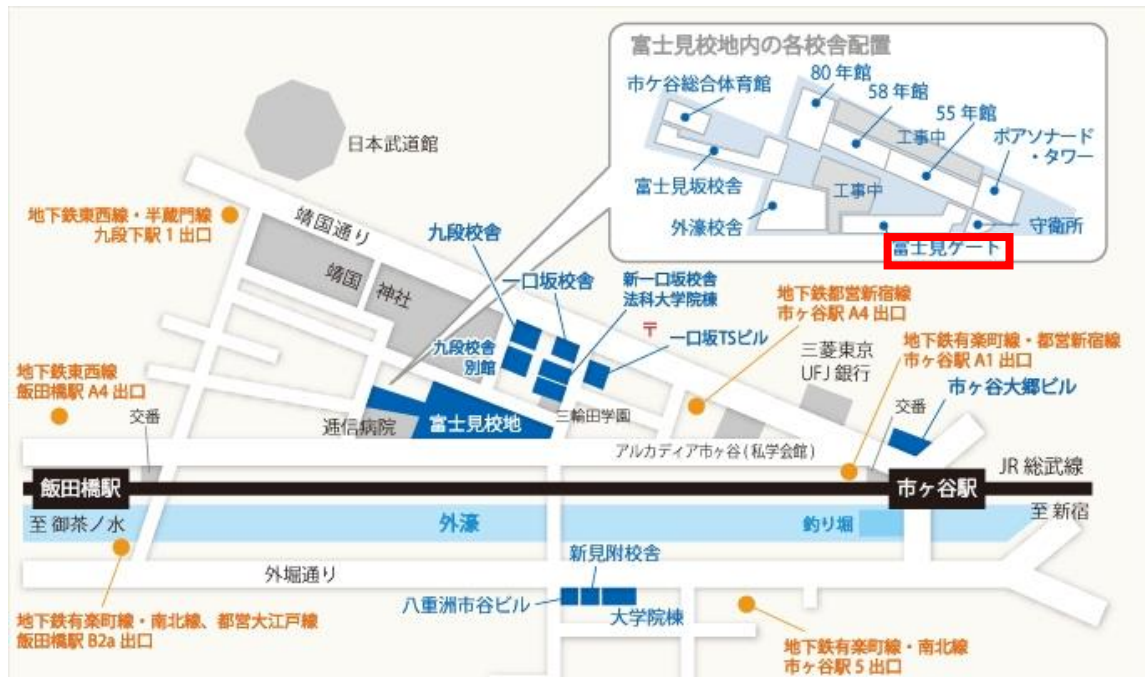 富士見校地内の各校舎配置
市ケ谷総合体育館
80 年館
58 年館
55 年館
工事中
ボアソナード
・タワー
富士見坂校舎
工事中
外濠校舎
守衛所
富士見ゲート
日本武道館
地下鉄東西線・半蔵門線
九段下駅 1 出口
靖国通り
靖国 神社
九段校舎
一口坂校舎
新一口坂校舎
法科大学院棟
地下鉄都営新宿線
市ヶ谷駅 A4 出口
〒
一口坂TSビル
九段校舎
別館
三菱東京
UFJ 銀行
地下鉄有楽町線・都営新宿線
市ヶ谷駅 A1 出口
市ヶ谷大郷ビル
地下鉄東西線
飯田橋駅 A4 出口
交番
逓信病院
富士見校地
三輪田学園
交番
アルカディア市ヶ谷 (私学会館)
JR 総武線
飯田橋駅
市ヶ谷駅
至 御茶ノ水
外濠
釣り堀
至 新宿
外堀通り
新見附校舎
八重洲市谷ビル
大学院棟
地下鉄有楽町線・南北線、都営大江戸線
飯田橋駅 B2a 出口
地下鉄有楽町線・南北線
市ヶ谷駅 5 出口